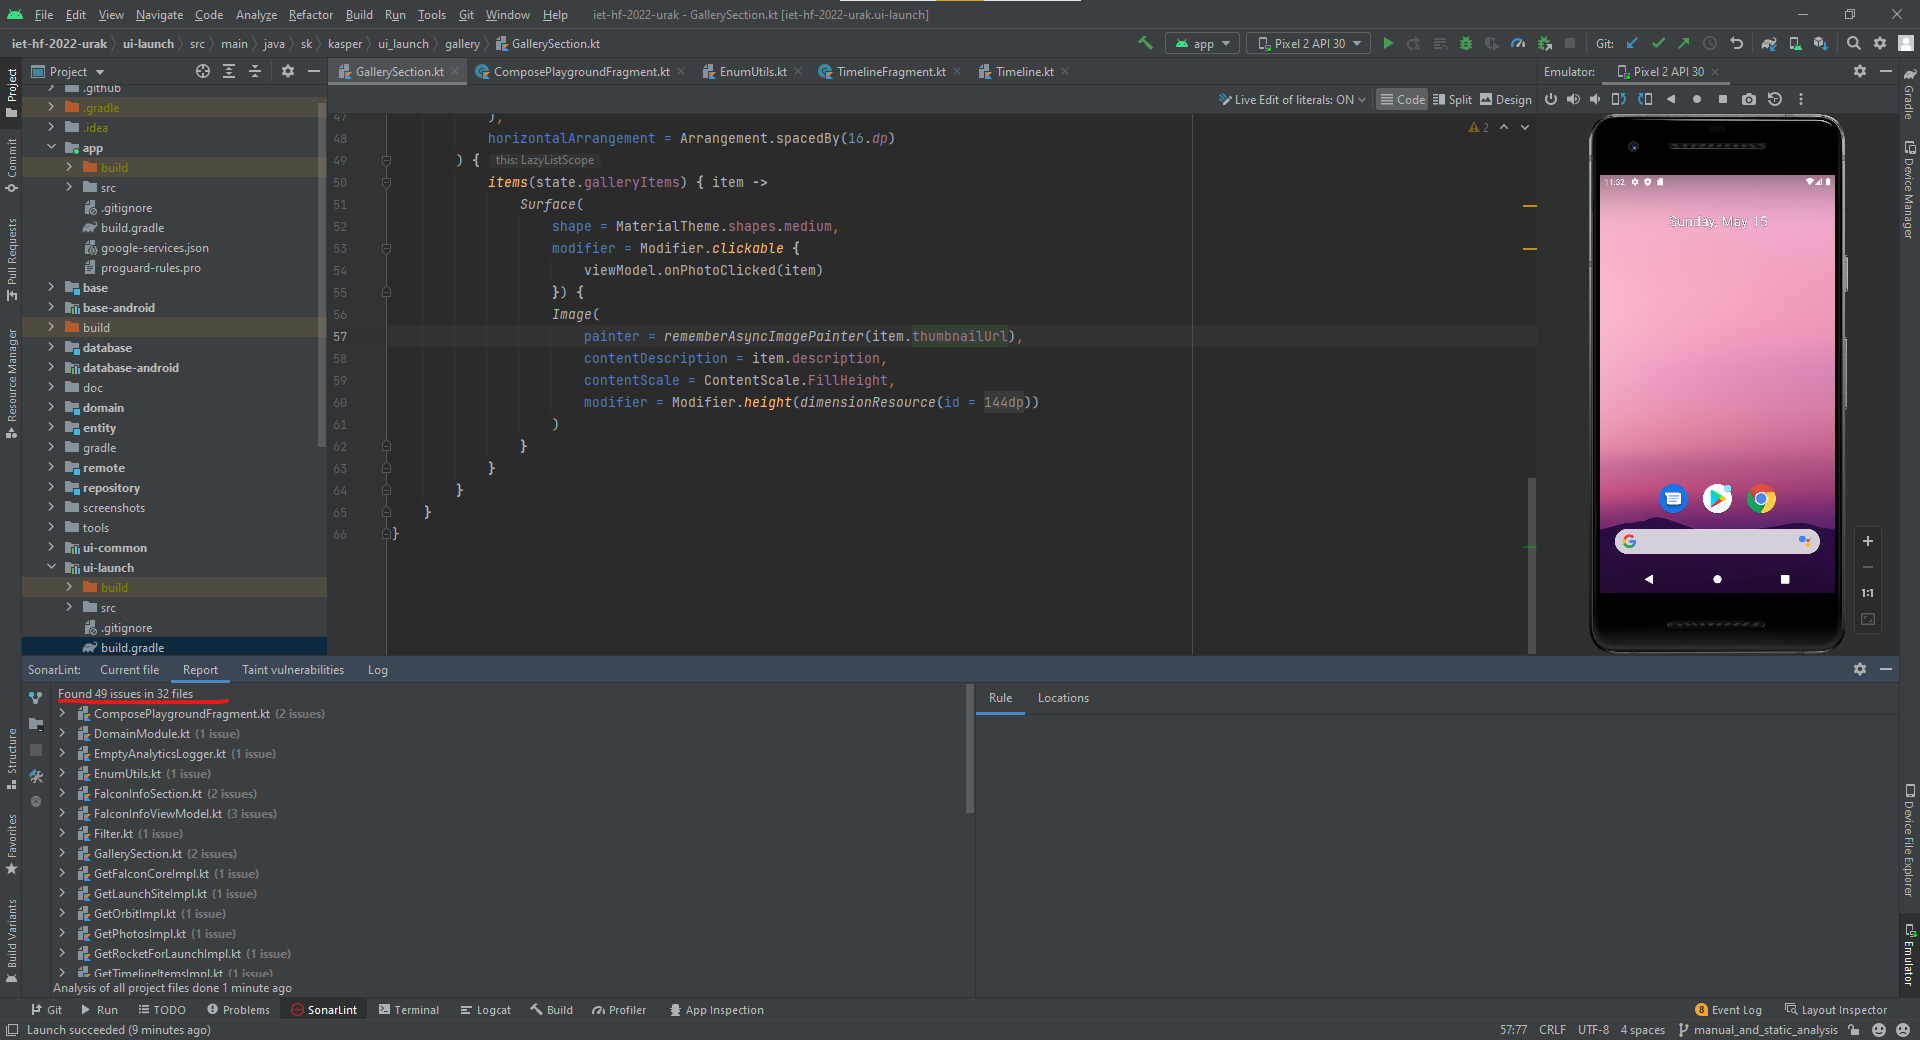 File Edit View Navigate Code Analyze Refactor Build Run Tools Git Window Help iet-hf-2022-urak - GallerySection.kt [iet-hf-2022-urak.ui-launch]
iet-hf-2022-urak ui-launch src main java sk kasper ui_launch gallery GallerySection.kt app Pixel 2 API 30 Git:
Project GallerySection.kt ComposePlaygroundFragment.kt EnumUtils.kt TimelineFragment.kt Timeline.kt Emulator: Pixel 2 API 30
Live Edit of literals: ON Code Split Design
Project
Commit
Pull Requests
Resource Manager
Structure
Favorites
Build Variants
.github
.gradle
.idea
app
build
src
.gitignore
build.gradle
google-services.json
proguard-rules.pro
base
base-android
build
database
database-android
doc
domain
entity
gradle
remote
repository
screenshots
tools
ui-common
ui-launch
build
src
.gitignore
build.gradle
47 ),
48 horizontalArrangement = Arrangement.spacedBy(16.dp)
49 ) { this: LazyListScope
50 items(state.galleryItems) { item ->
51 Surface(
52 shape = MaterialTheme.shapes.medium,
53 modifier = Modifier.clickable {
54 viewModel.onPhotoClicked(item)
55 }) {
56 Image(
57 painter = rememberAsyncImagePainter(item.thumbnailUrl),
58 contentDescription = item.description,
59 contentScale = ContentScale.FillHeight,
60 modifier = Modifier.height(dimensionResource(id = 144dp))
61 )
62 }
63 }
64 }
65 }
66 }
2
11:32
Sunday, May 15
1:1
Gradle
Device Manager
Device File Explorer
Emulator
SonarLint: Current file Report Taint vulnerabilities Log
Found 49 issues in 32 files
ComposePlaygroundFragment.kt (2 issues)
DomainModule.kt (1 issue)
EmptyAnalyticsLogger.kt (1 issue)
EnumUtils.kt (1 issue)
FalconInfoSection.kt (2 issues)
FalconInfoViewModel.kt (3 issues)
Filter.kt (1 issue)
GallerySection.kt (2 issues)
GetFalconCoreImpl.kt (1 issue)
GetLaunchSiteImpl.kt (1 issue)
GetOrbitImpl.kt (1 issue)
GetPhotosImpl.kt (1 issue)
GetRocketForLaunchImpl.kt (1 issue)
GetTimelineItemsImpl.kt (1 issue)
Analysis of all project files done 1 minute ago
Rule Locations
Git Run TODO Problems SonarLint Terminal Logcat Build Profiler App Inspection 8 Event Log Layout Inspector
Launch succeeded (9 minutes ago) 57:77 CRLF UTF-8 4 spaces manual_and_static_analysis